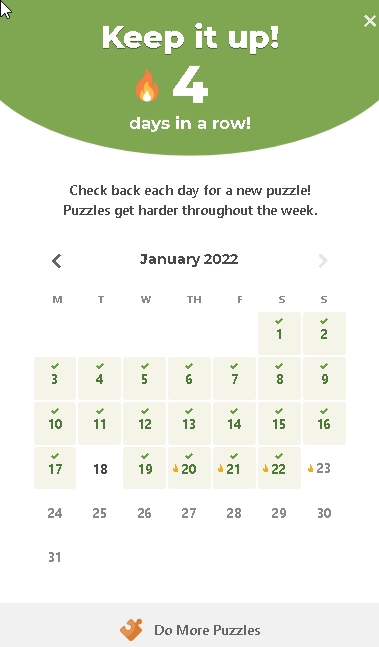 Keep it up!
4
days in a row!
Check back each day for a new puzzle!
Puzzles get harder throughout the week.
January 2022
M T W TH F S S
1 2
3 4 5 6 7 8 9
10 11 12 13 14 15 16
17 18 19 20 21 22 23
24 25 26 27 28 29 30
31
Do More Puzzles